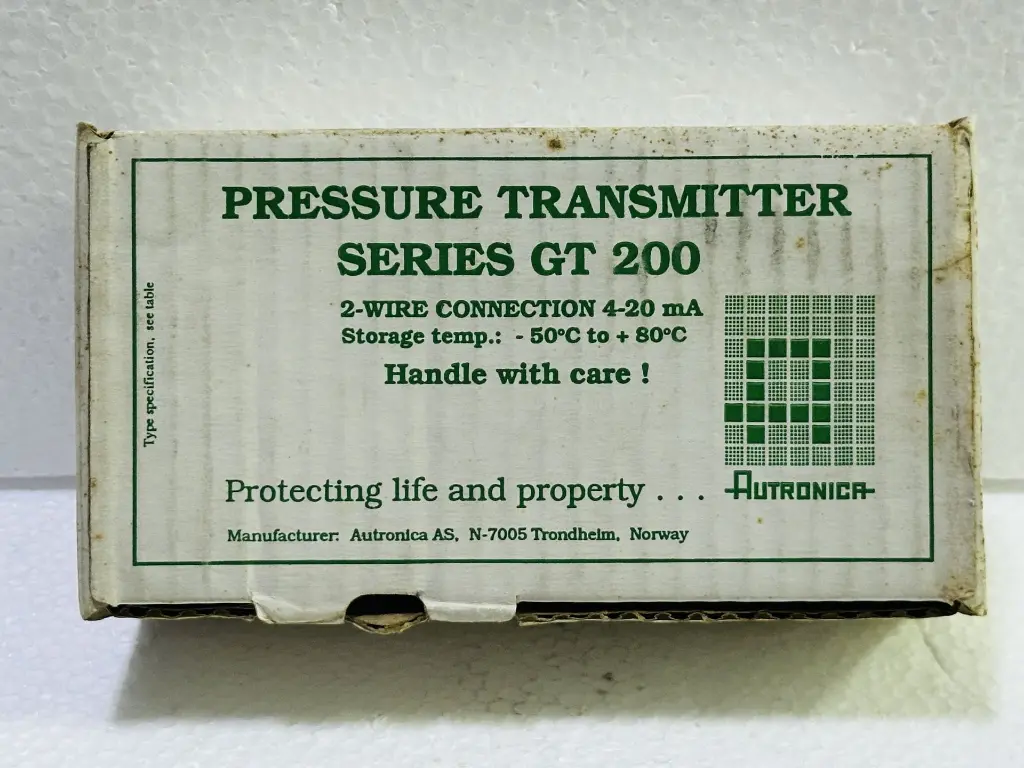 PRESSURE TRANSMITTER
SERIES GT 200
2-WIRE CONNECTION 4-20 mA
Storage temp.: - 50°C to + 80°C
Handle with care !
Type specification, see table
Protecting life and property . . .
AUTRONICA
Manufacturer: Autronica AS, N-7005 Trondheim, Norway